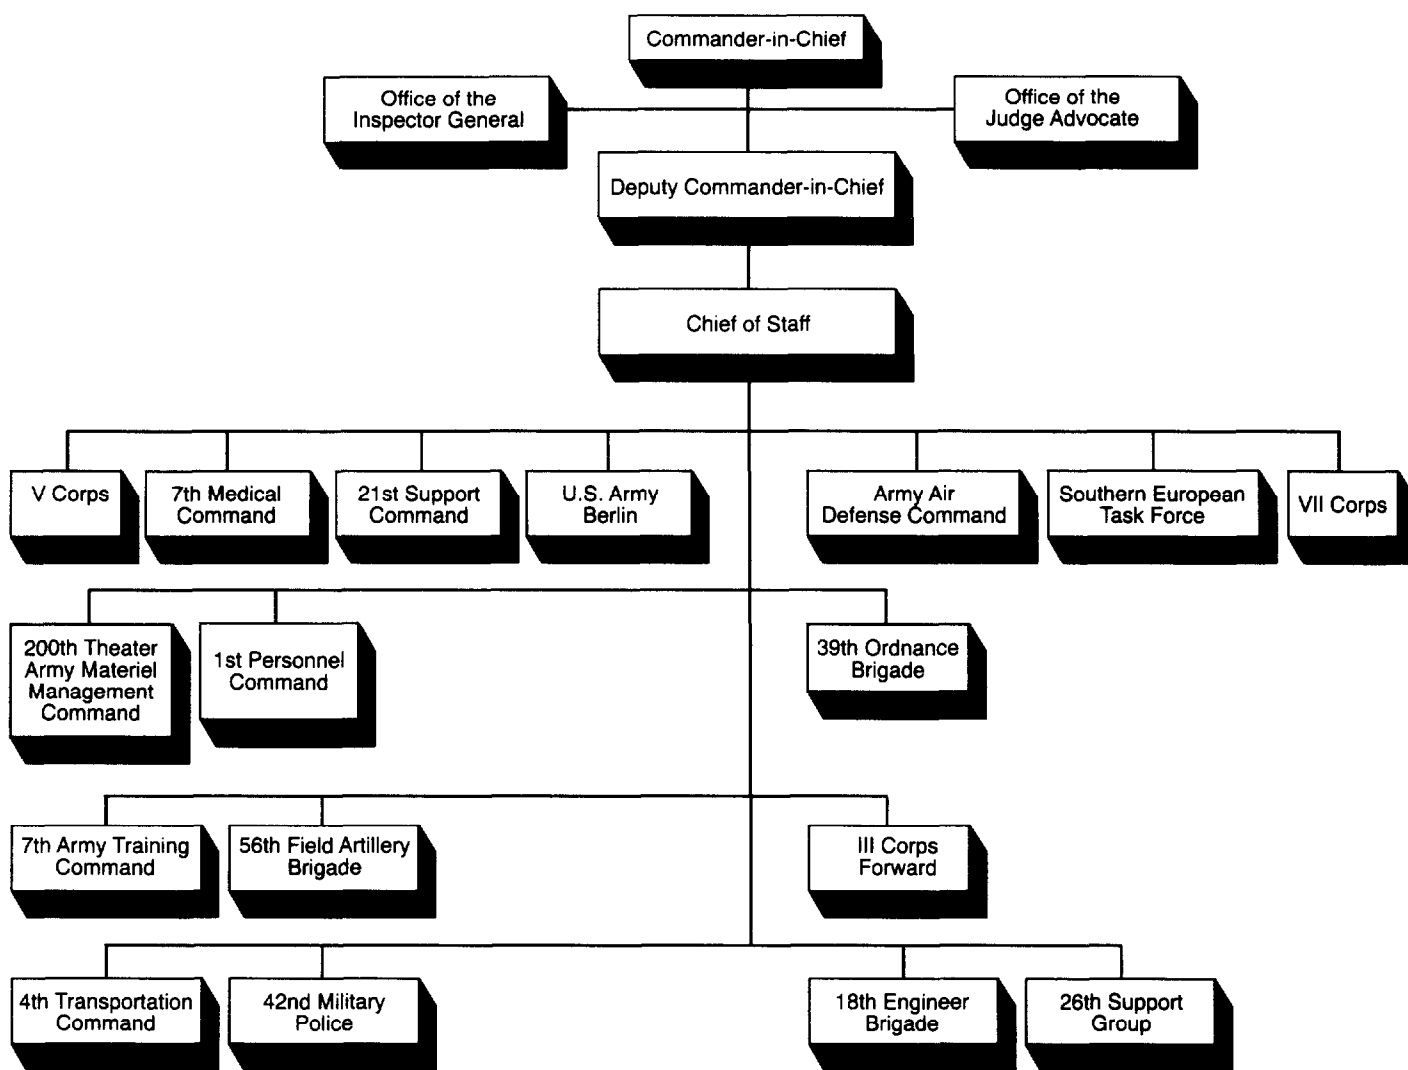 Commander-in-Chief
Office of the
Inspector General
Office of the
Judge Advocate
Deputy Commander-in-Chief
Chief of Staff
V Corps
7th Medical
Command
21st Support
Command
U.S. Army
Berlin
Army Air
Defense Command
Southern European
Task Force
VII Corps
200th Theater
Army Materiel
Management
Command
1st Personnel
Command
39th Ordnance
Brigade
7th Army Training
Command
56th Field Artillery
Brigade
III Corps
Forward
4th Transportation
Command
42nd Military
Police
18th Engineer
Brigade
26th Support
Group